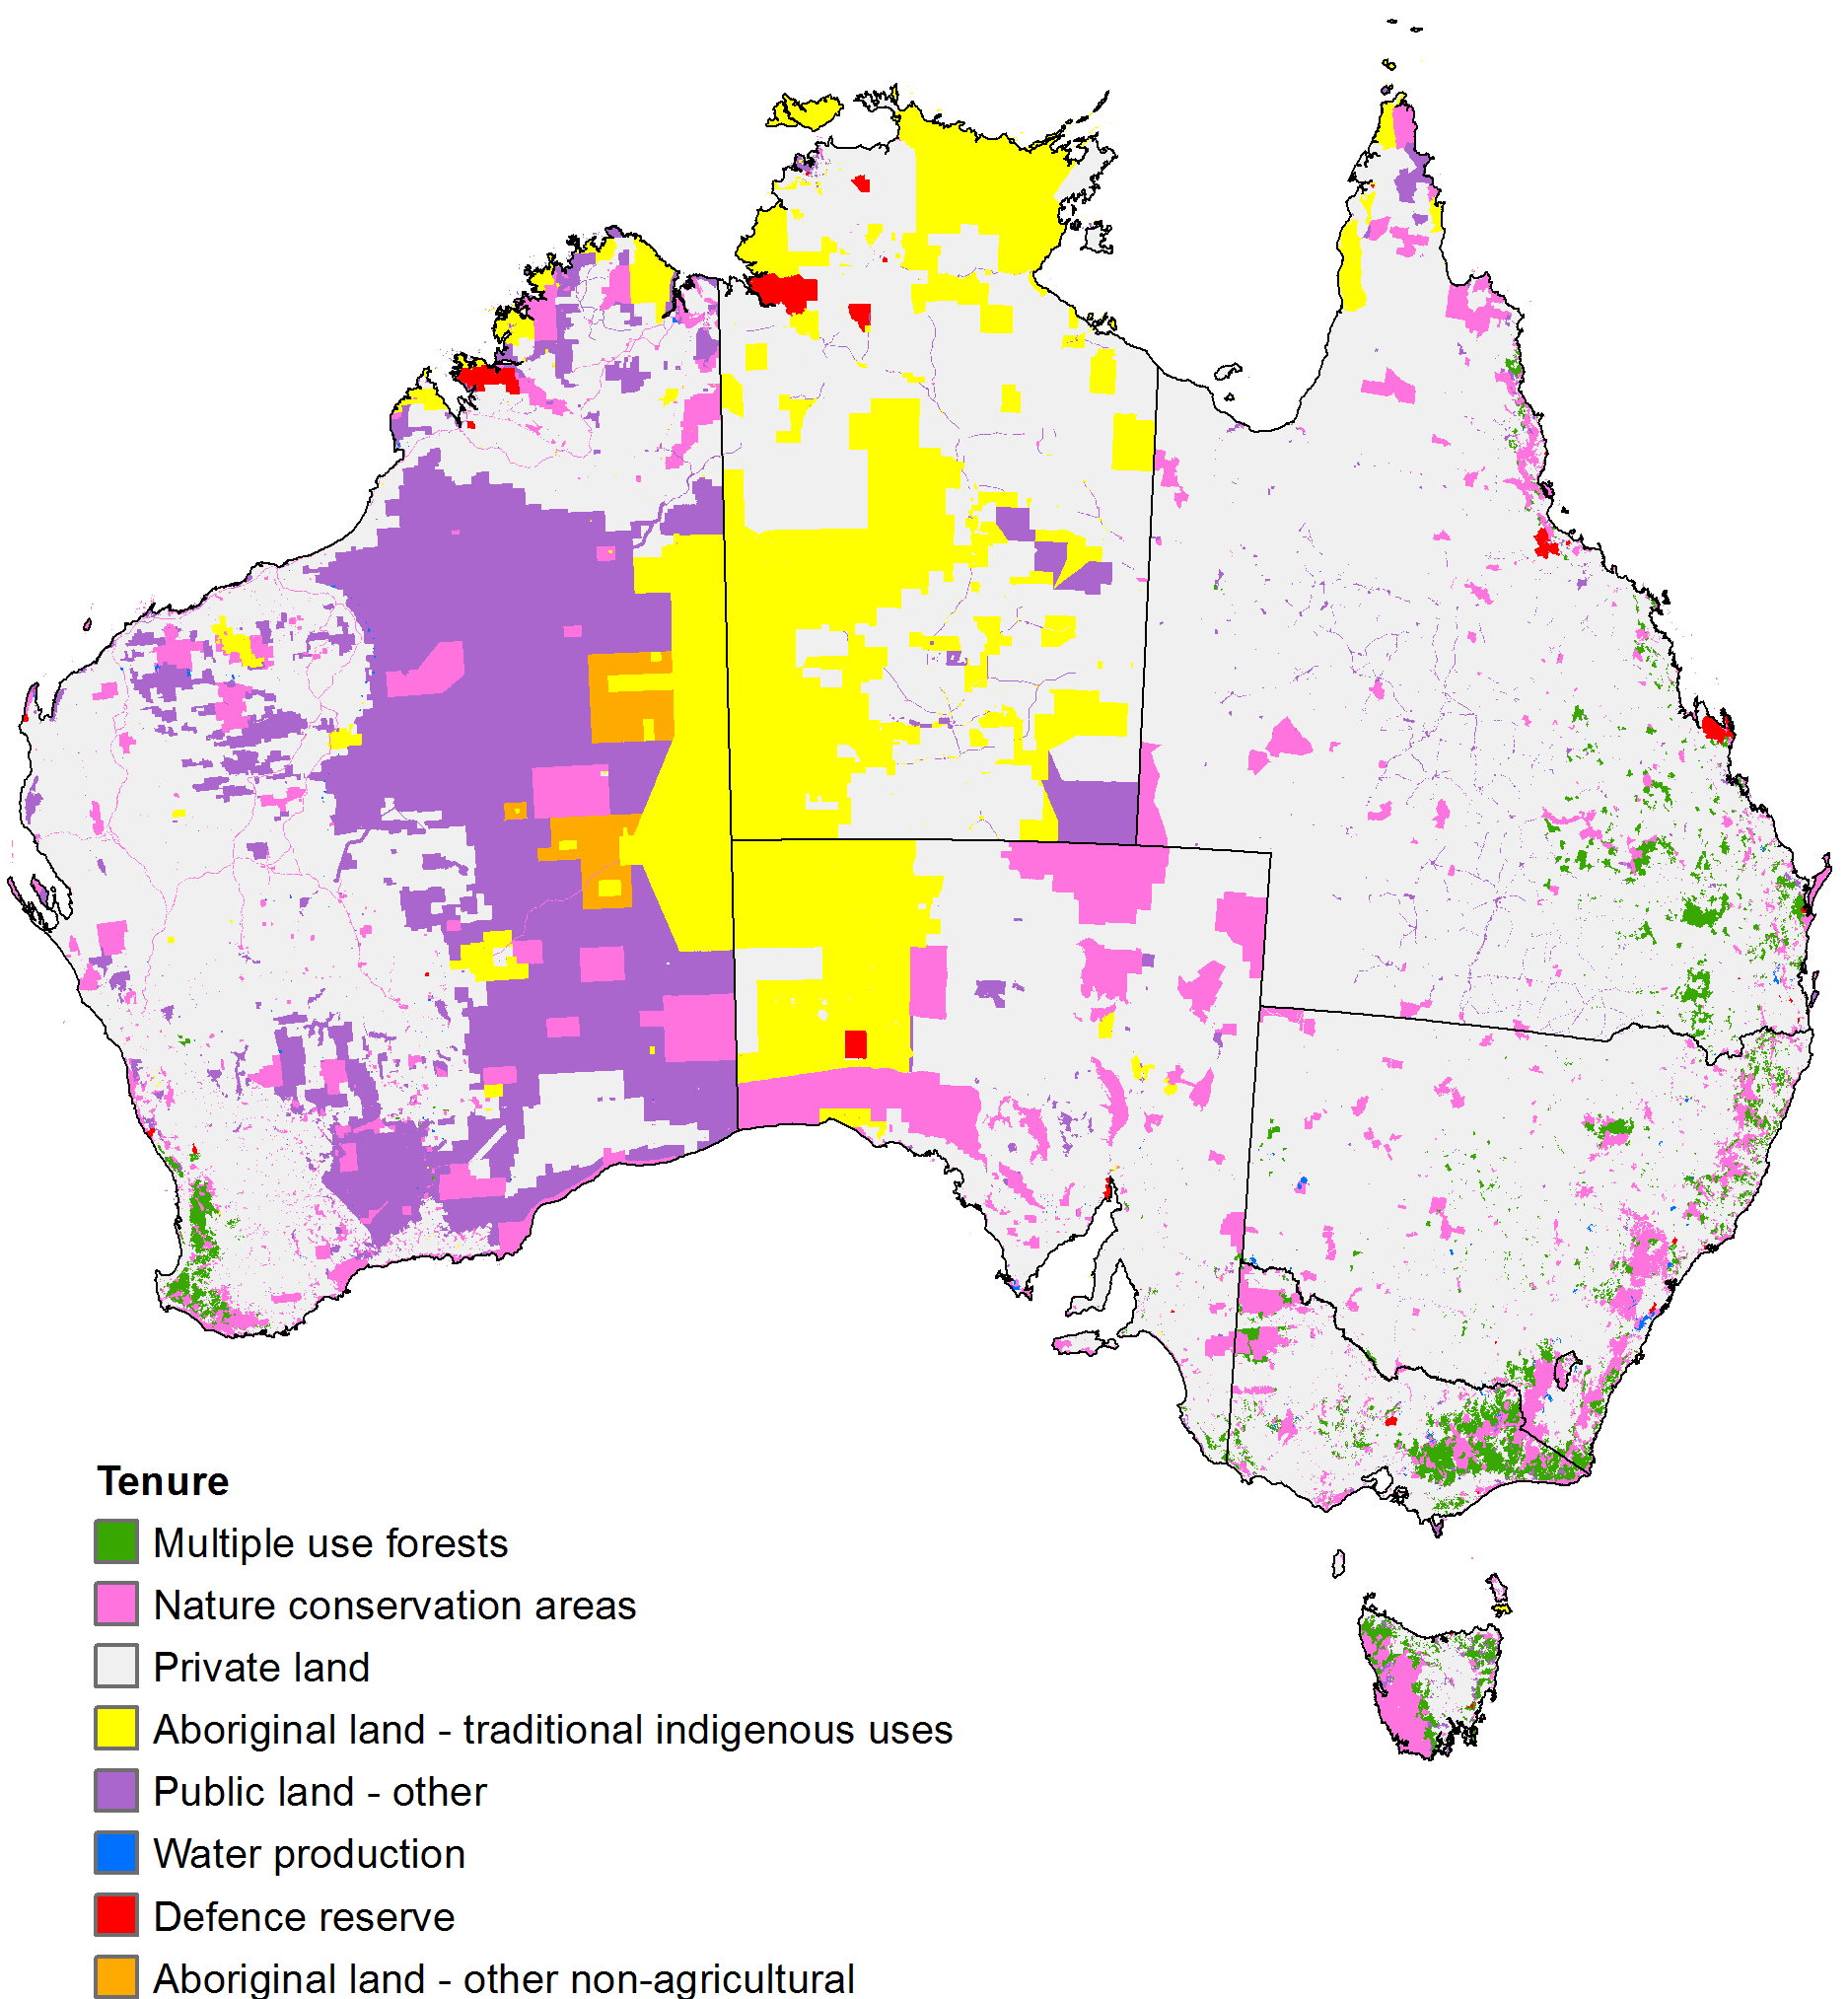 Tenure
Multiple use forests
Nature conservation areas
Private land
Aboriginal land - traditional indigenous uses
Public land - other
Water production
Defence reserve
Aboriginal land - other non-agricultural